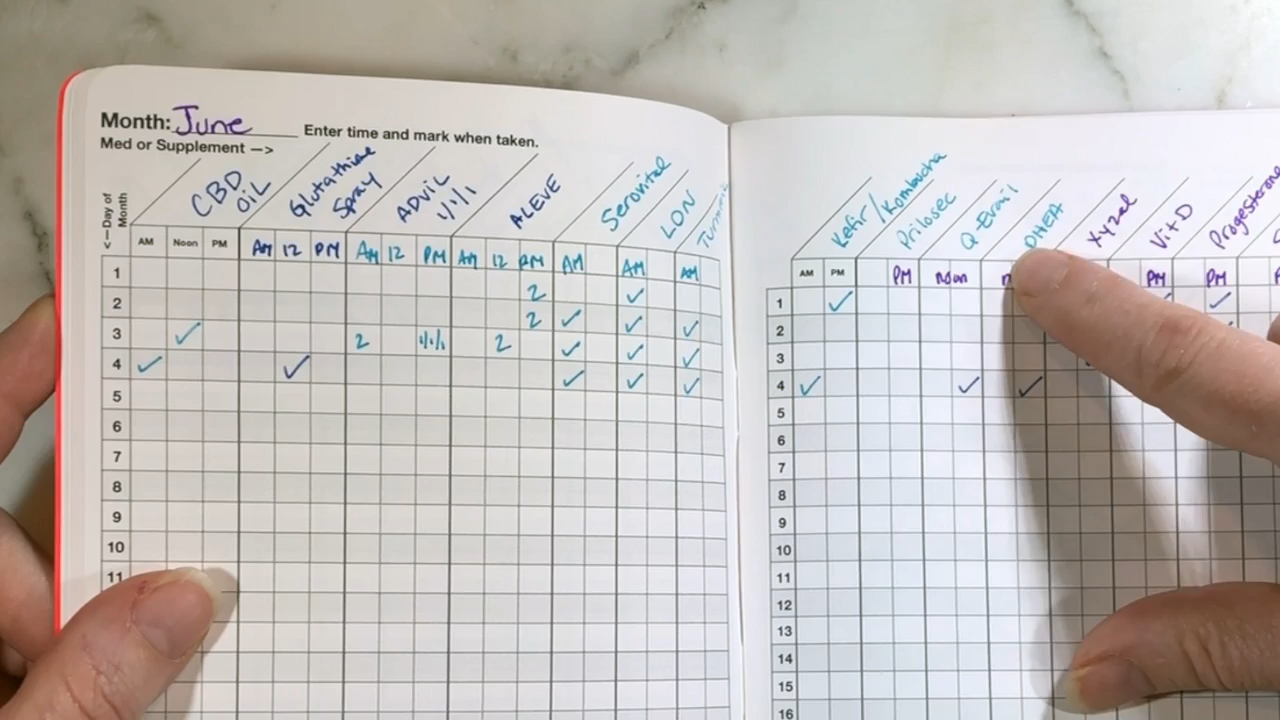 Month: June Enter time and mark when taken.
Med or Supplement —>
<—Day of Month
CBD OIL
Glutathione Spray
ADVIL 1/1/1
ALEVE
Serovital
LON
AM Noon PM AM 12 PM AM 12 PM AM 12 PM AM AM AM
1 2 ✓
2 2 ✓ ✓ ✓
3 ✓ 2 1/1/1 2 ✓ ✓ ✓
4 ✓ ✓ ✓ ✓ ✓
5
6
7
8
9
10
11
Kefir/Kombucha
Prilosec
Q-Evail
DHEA
Xyzal
Vit D
Progesterone
AM PM PM noun PM PM
1 ✓ ✓
2
3
4 ✓ ✓ ✓
5
6
7
8
9
10
11
12
13
14
15
16